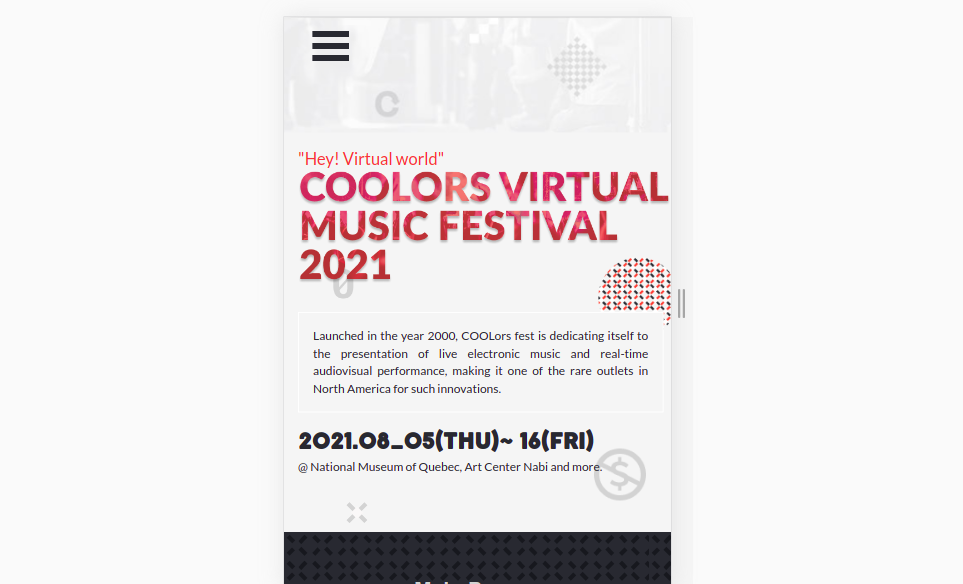 C
"Hey! Virtual world"
COOLORS VIRTUAL
MUSIC FESTIVAL
2021
0
Launched in the year 2000, COOLors fest is dedicating itself to
the presentation of live electronic music and real-time
audiovisual performance, making it one of the rare outlets in
North America for such innovations.
2021.08_05(THU)~ 16(FRI)
@ National Museum of Quebec, Art Center Nabi and more.
$